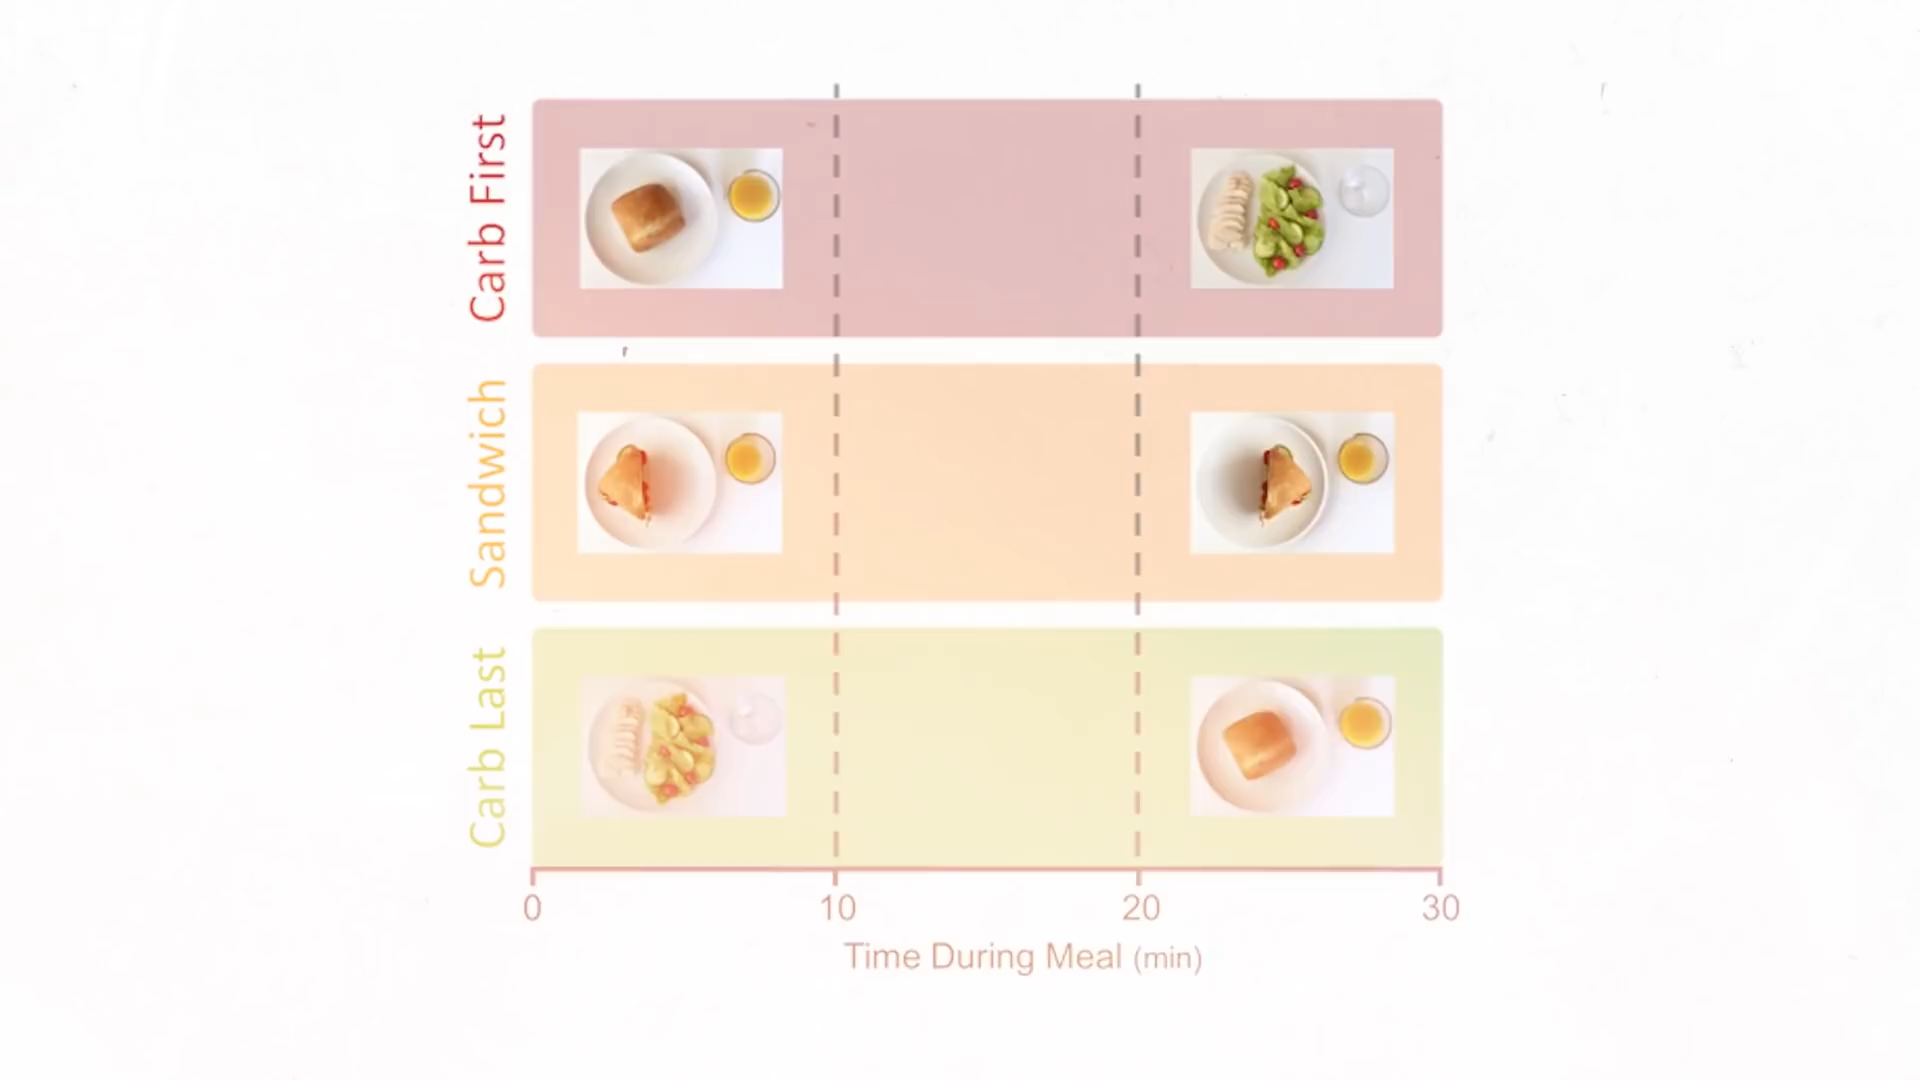 Carb First
Sandwich
Carb Last
0 10 20 30
Time During Meal (min)